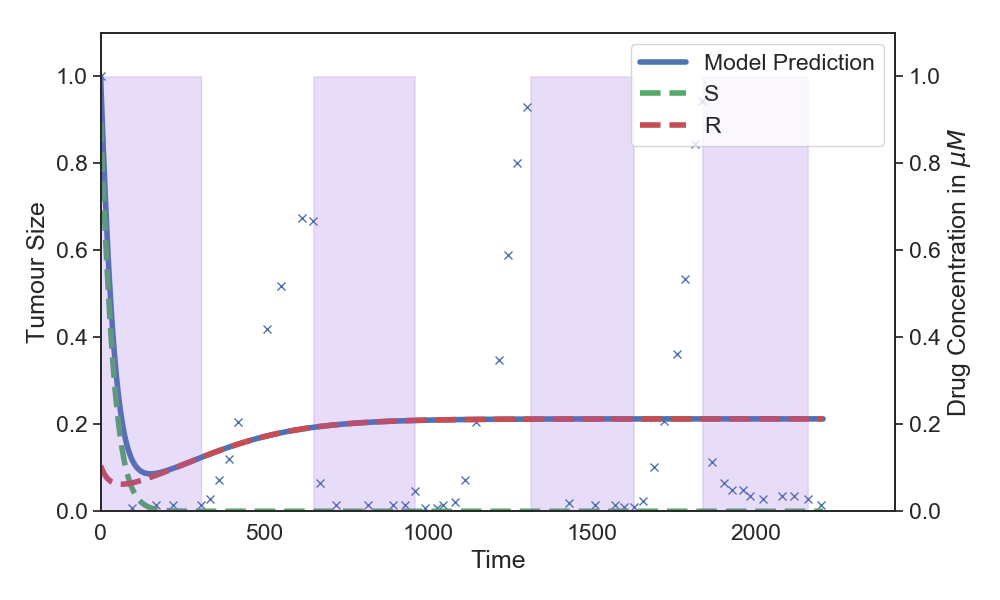 Model Prediction
S
R
1.0
0.8
0.6
0.4
0.2
0.0
Tumour Size
1.0
0.8
0.6
0.4
0.2
0.0
Drug Concentration in μM
0
500
1000
1500
2000
Time